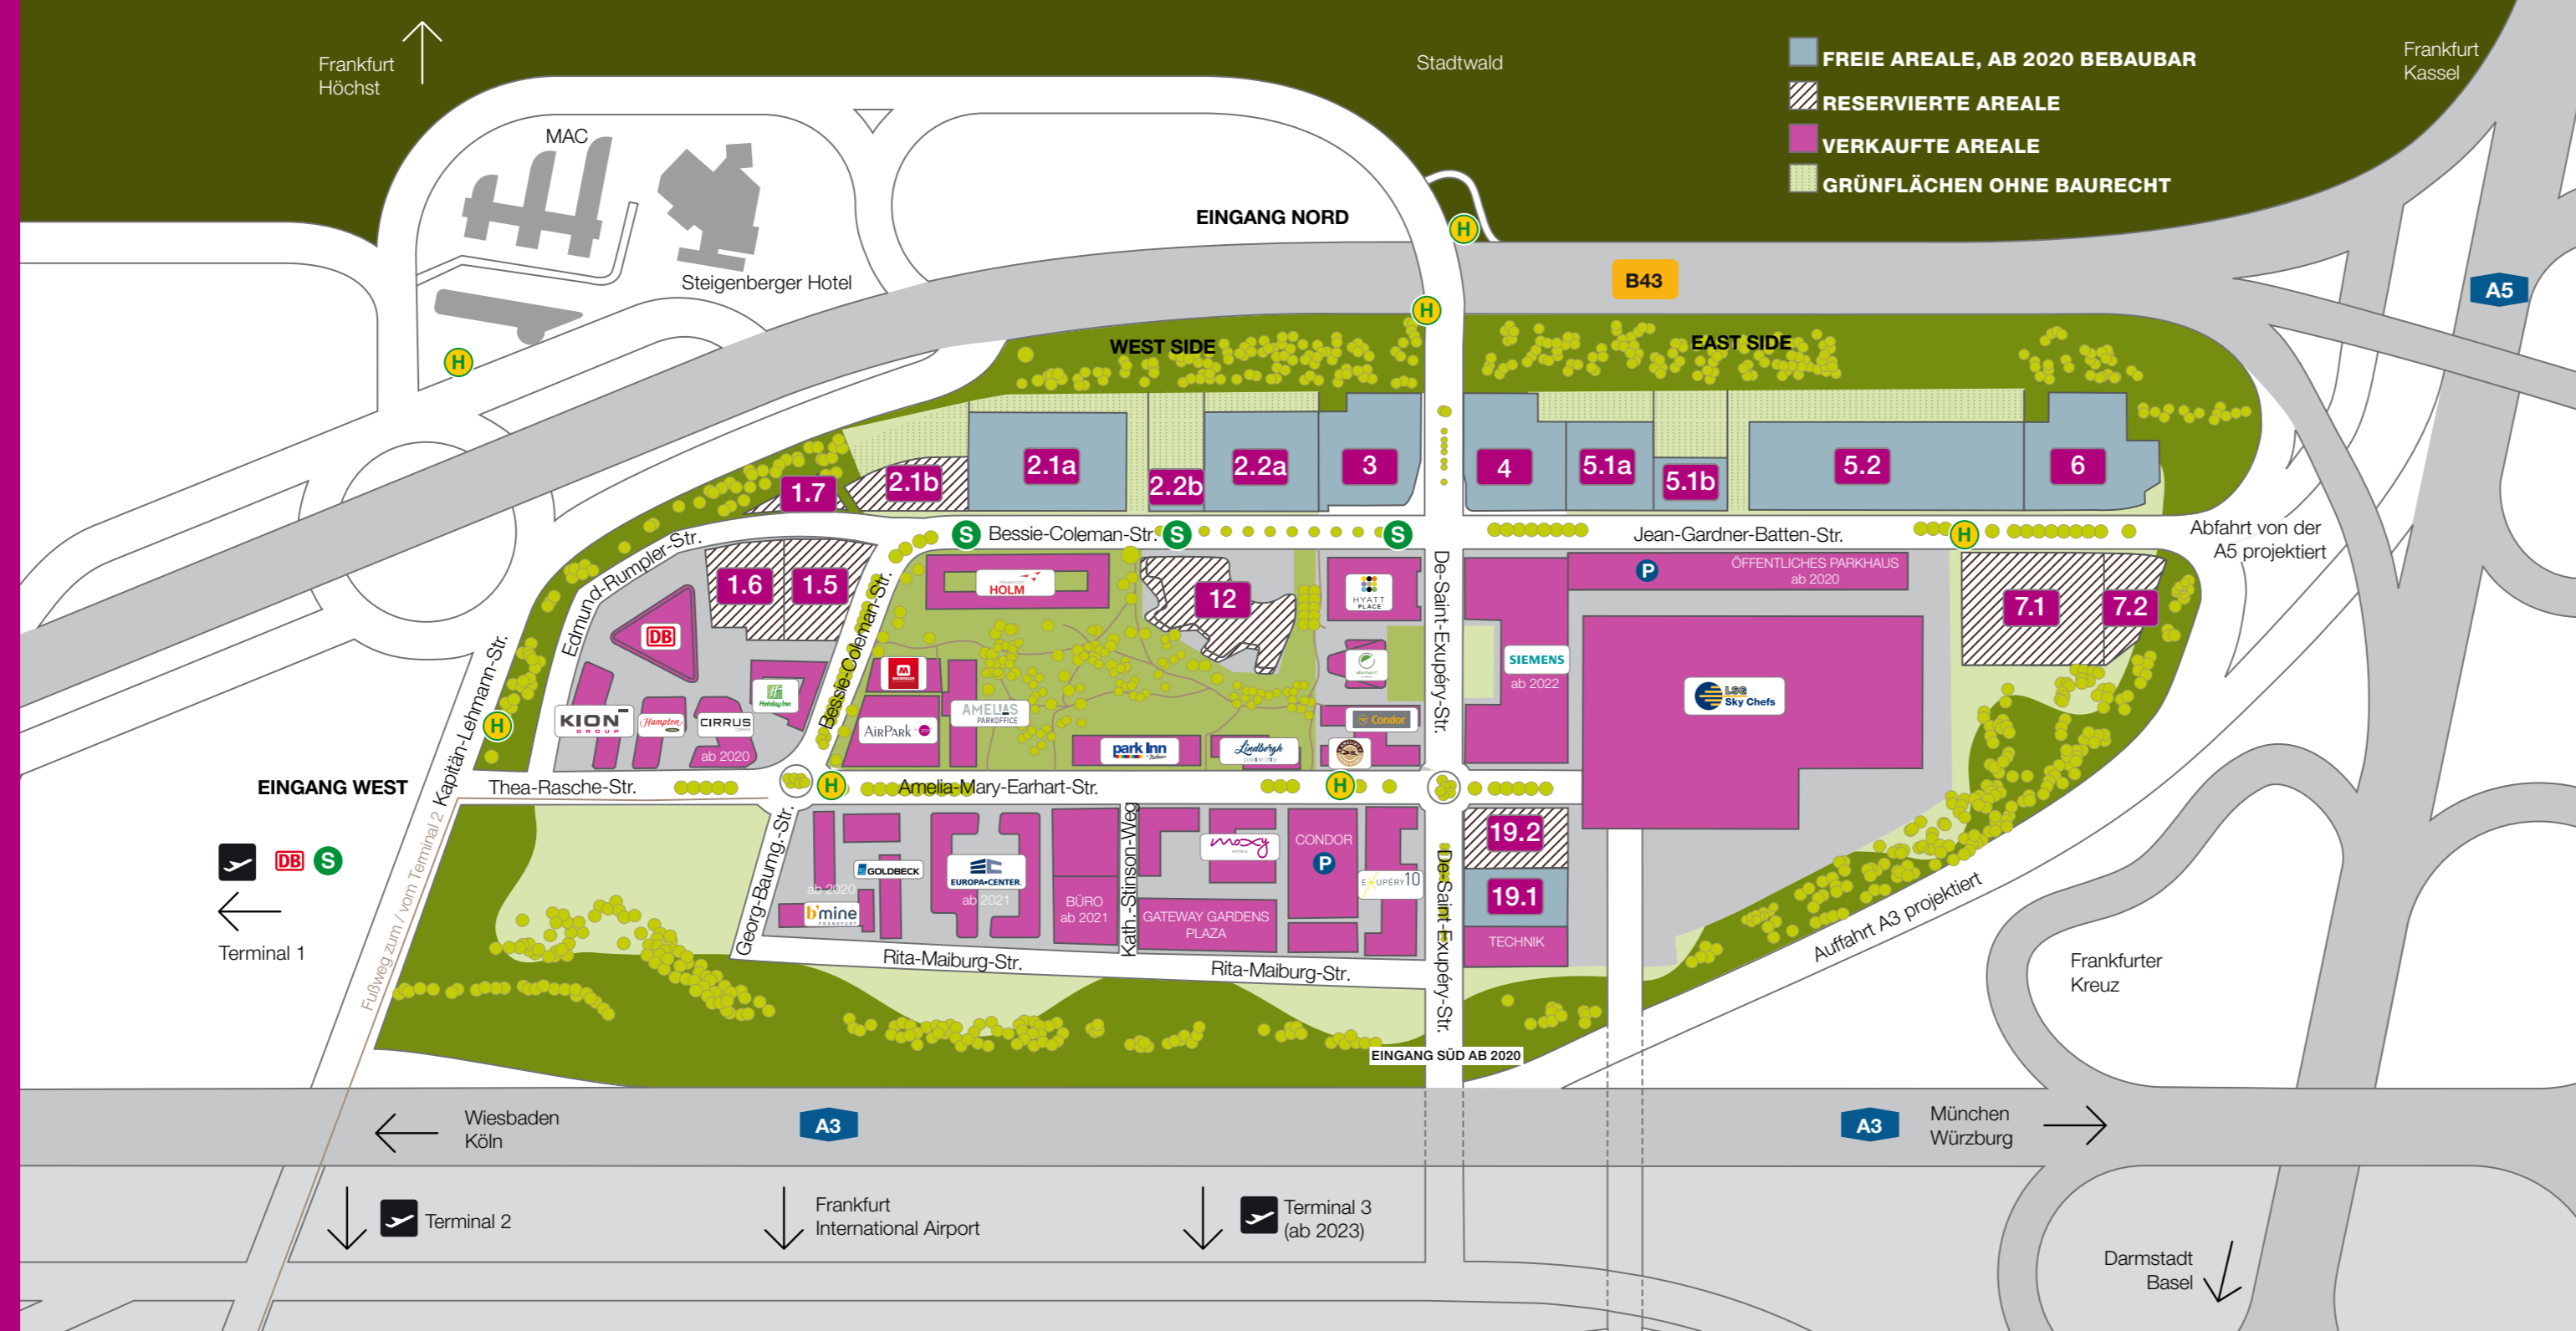 Frankfurt
Höchst
Stadtwald
FREIE AREALE, AB 2020 BEBAUBAR
RESERVIERTE AREALE
VERKAUFTE AREALE
GRÜNFLÄCHEN OHNE BAURECHT
Frankfurt
Kassel
MAC
Steigenberger Hotel
EINGANG NORD
H
H
H
B43
A5
WEST SIDE
EAST SIDE
1.7
2.1b
2.1a
2.2b
2.2a
3
4
5.1a
5.1b
5.2
6
S
Bessie-Coleman-Str.
S
S
Jean-Gardner-Batten-Str.
H
Abfahrt von der
A5 projektiert
Edmund-Rumpler-Str.
1.6
1.5
Bessie-Coleman-Str.
HOLM
12
HYATT
PLACE
De-Saint-Exupéry-Str.
P
ÖFFENTLICHES PARKHAUS
ab 2020
7.1
7.2
DB
SIEMENS
ab 2022
LSG
Sky Chefs
Kapitän-Lehmann-Str.
H
KION
GROUP
Hampton
CIRRUS
ab 2020
Holiday Inn
M
AIRPARK
AMELIAS
PARKOFFICE
park Inn
Lindbergh
Condor
EINGANG WEST
Thea-Rasche-Str.
H
Amelia-Mary-Earhart-Str.
H
DB
S
Terminal 1
Fußweg zum / vom Terminal 2
Georg-Baumg.-Str.
ab 2020
GOLDBECK
b'mine
FRANKFURT
EUROPA-CENTER.
ab 2021
BÜRO
ab 2021
Kath.-Stinson-Weg
moxy
HOTELS
GATEWAY GARDENS
PLAZA
CONDOR
P
EXUPÉRY10
De-Saint-Exupéry-Str.
19.2
19.1
TECHNIK
Rita-Maiburg-Str.
Rita-Maiburg-Str.
Auffahrt A3 projektiert
Frankfurter
Kreuz
EINGANG SÜD AB 2020
Wiesbaden
Köln
A3
A3
München
Würzburg
Terminal 2
Frankfurt
International Airport
Terminal 3
(ab 2023)
Darmstadt
Basel